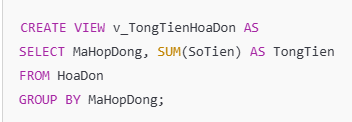 CREATE VIEW v_TongTienHoaDon AS
SELECT MaHopDong, SUM(SoTien) AS TongTien
FROM HoaDon
GROUP BY MaHopDong;